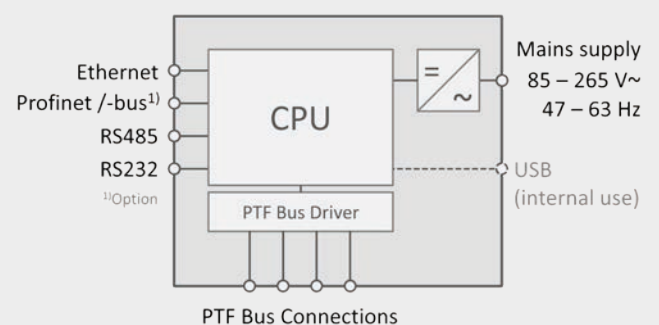 Ethernet
Profinet /-bus¹⁾
RS485
RS232
¹⁾Option
CPU
PTF Bus Driver
=
~
Mains supply
85 – 265 V~
47 – 63 Hz
USB
(internal use)
PTF Bus Connections